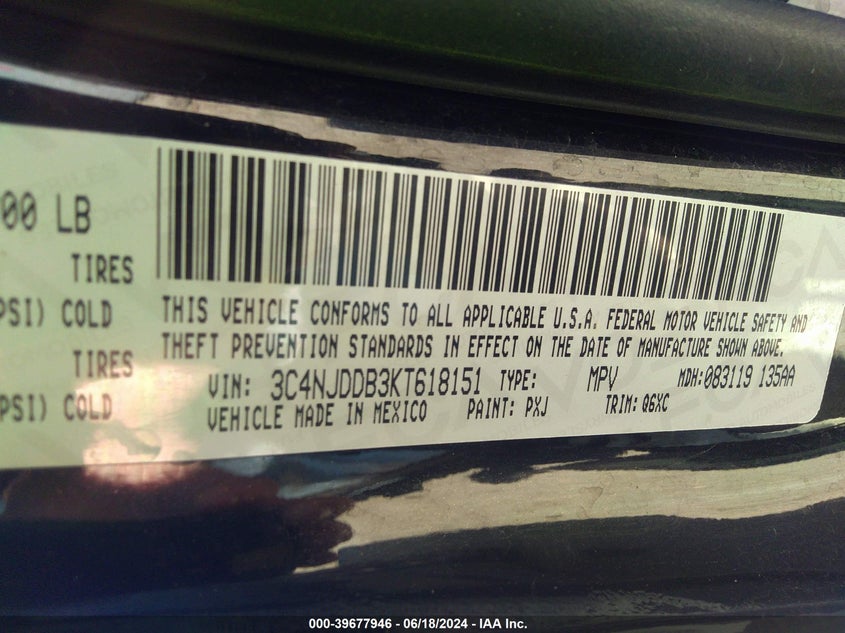 00 LB
TIRES
PSI) COLD
TIRES
PSI) COLD
THIS VEHICLE CONFORMS TO ALL APPLICABLE U.S.A. FEDERAL MOTOR VEHICLE SAFETY AND
THEFT PREVENTION STANDARDS IN EFFECT ON THE DATE OF MANUFACTURE SHOWN ABOVE.
VIN: 3C4NJDDB3KT618151 TYPE: MPV MDH:083119 135AA
VEHICLE MADE IN MEXICO PAINT: PXJ TRIM: Q6XC
000-39677946 - 06/18/2024 - IAA Inc.